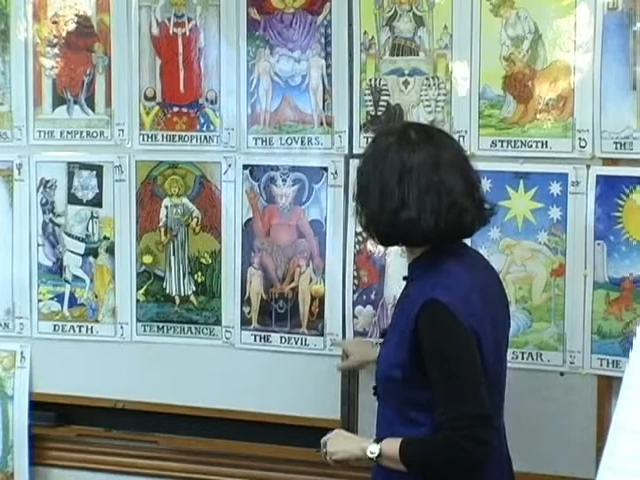 THE EMPEROR.
THE HIEROPHANT
THE LOVERS.
STRENGTH.
DEATH.
TEMPERANCE.
THE DEVIL.
STAR.